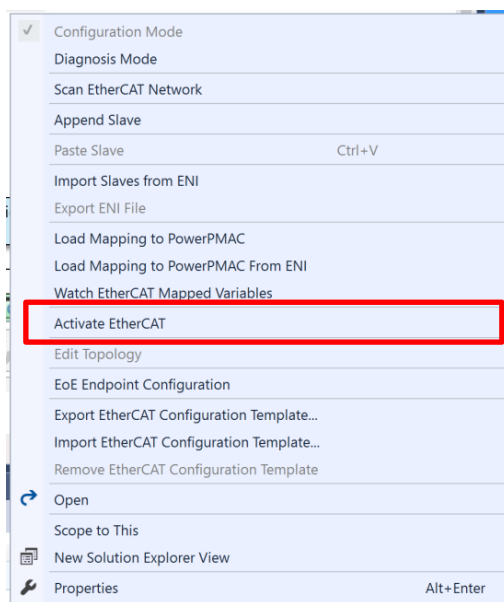 Configuration Mode
Diagnosis Mode
Scan EtherCAT Network
Append Slave
Paste Slave Ctrl+V
Import Slaves from ENI
Export ENI File
Load Mapping to PowerPMAC
Load Mapping to PowerPMAC From ENI
Watch EtherCAT Mapped Variables
Activate EtherCAT
Edit Topology
EoE Endpoint Configuration
Export EtherCAT Configuration Template...
Import EtherCAT Configuration Template...
Remove EtherCAT Configuration Template
Open
Scope to This
New Solution Explorer View
Properties Alt+Enter